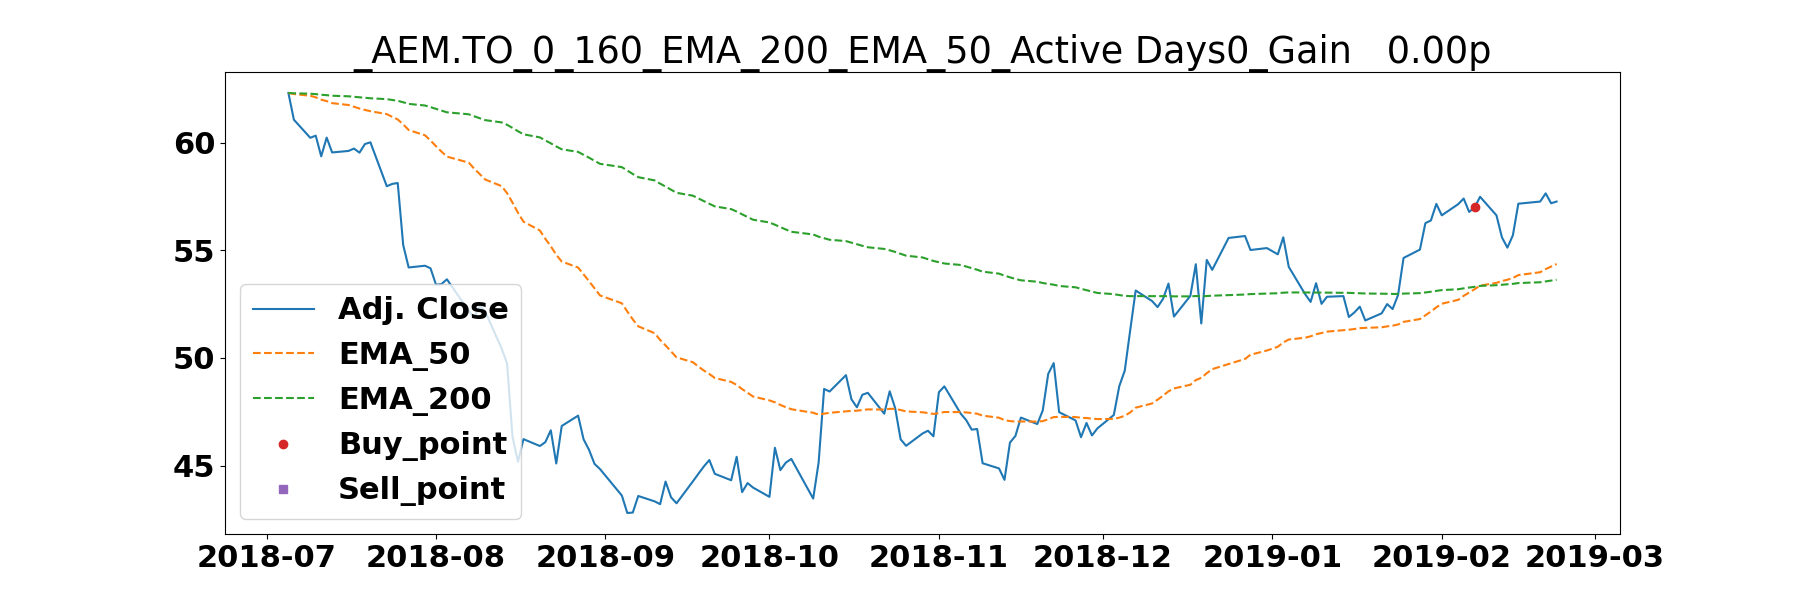 _AEM.TO_0_160_EMA_200_EMA_50_Active Days0_Gain   0.00p
60
55
50
45
Adj. Close
EMA_50
EMA_200
Buy_point
Sell_point
2018-07 2018-08 2018-09 2018-10 2018-11 2018-12 2019-01 2019-02 2019-03